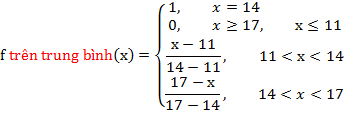 1, x = 14
0, x ≥ 17, x ≤ 11
f trên trung bình(x) = x − 11
14 − 11, 11 < x < 14
17 − x
17 − 14, 14 < x < 17